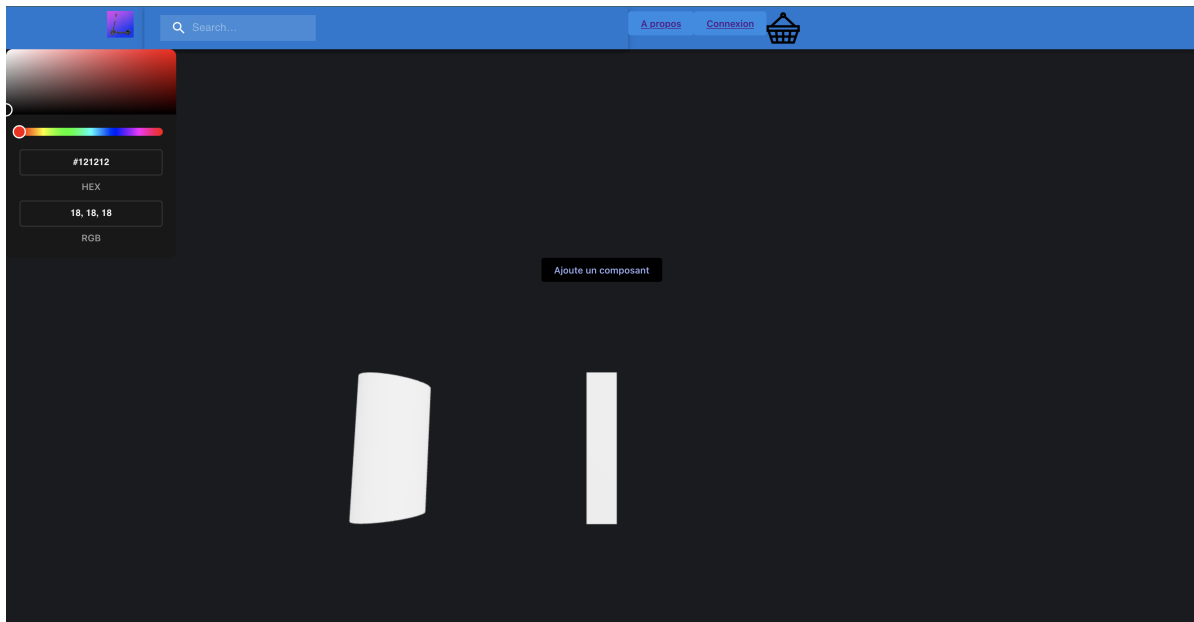 Search…
A propos
Connexion
#121212
HEX
18, 18, 18
RGB
Ajoute un composant